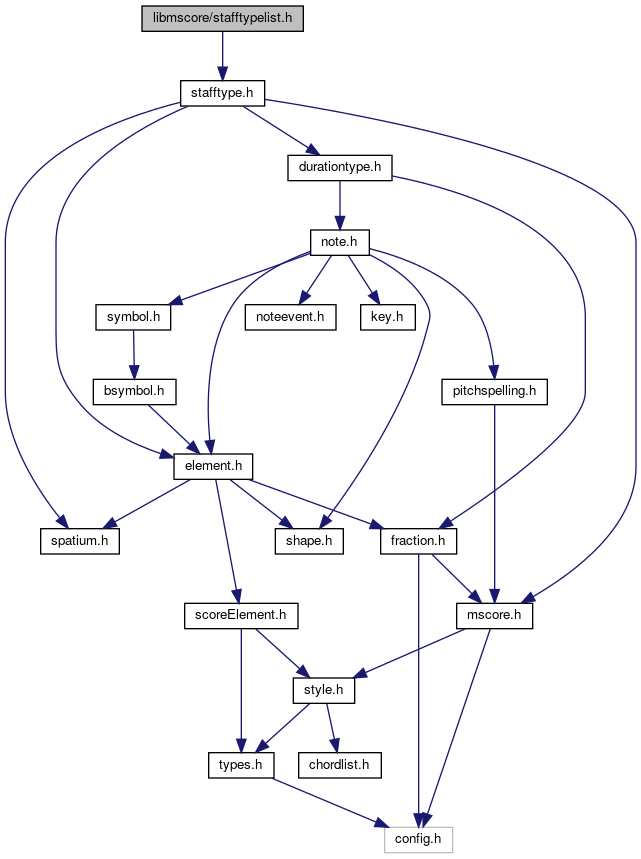 libmscore/stafftypelist.h
stafftype.h
durationtype.h
note.h
symbol.h
noteevent.h
key.h
bsymbol.h
pitchspelling.h
element.h
spatium.h
shape.h
fraction.h
scoreElement.h
mscore.h
style.h
types.h
chordlist.h
config.h